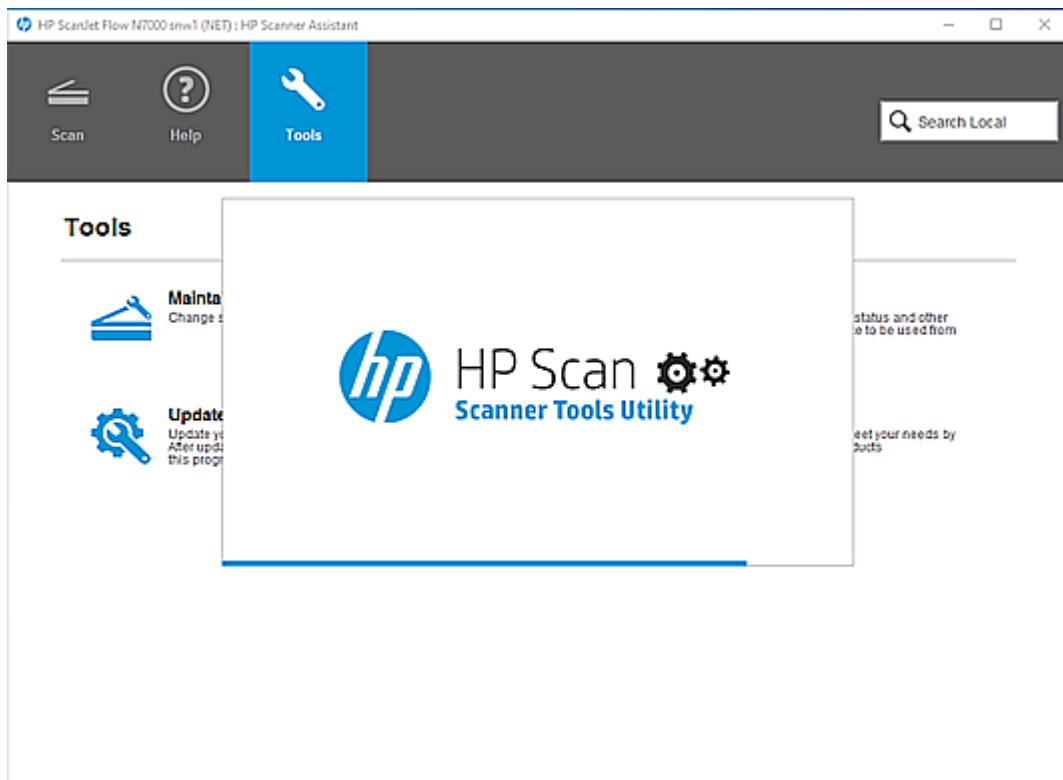 HP ScanJet Flow N7000 snw1 (NET) : HP Scanner Assistant
Scan
Help
Tools
Search Local
Tools
Mainta
Change s
status and other
e to be used from
hp
HP Scan
Scanner Tools Utility
Update
Update yo
After upda
this progr
eet your needs by
ducts